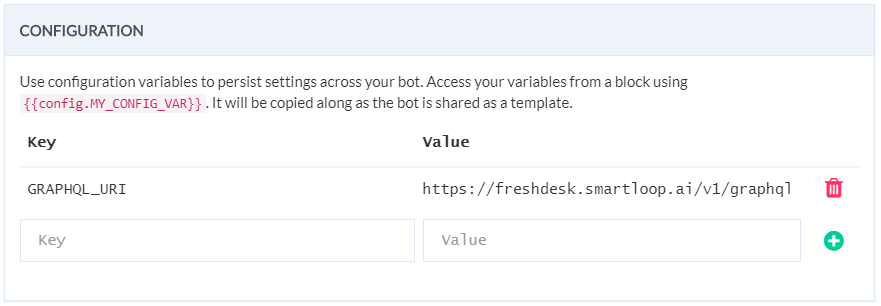 CONFIGURATION
Use configuration variables to persist settings across your bot. Access your variables from a block using
{{config.MY_CONFIG_VAR}}. It will be copied along as the bot is shared as a template.
Key Value
GRAPHQL_URI https://freshdesk.smartloop.ai/v1/graphql
Key Value